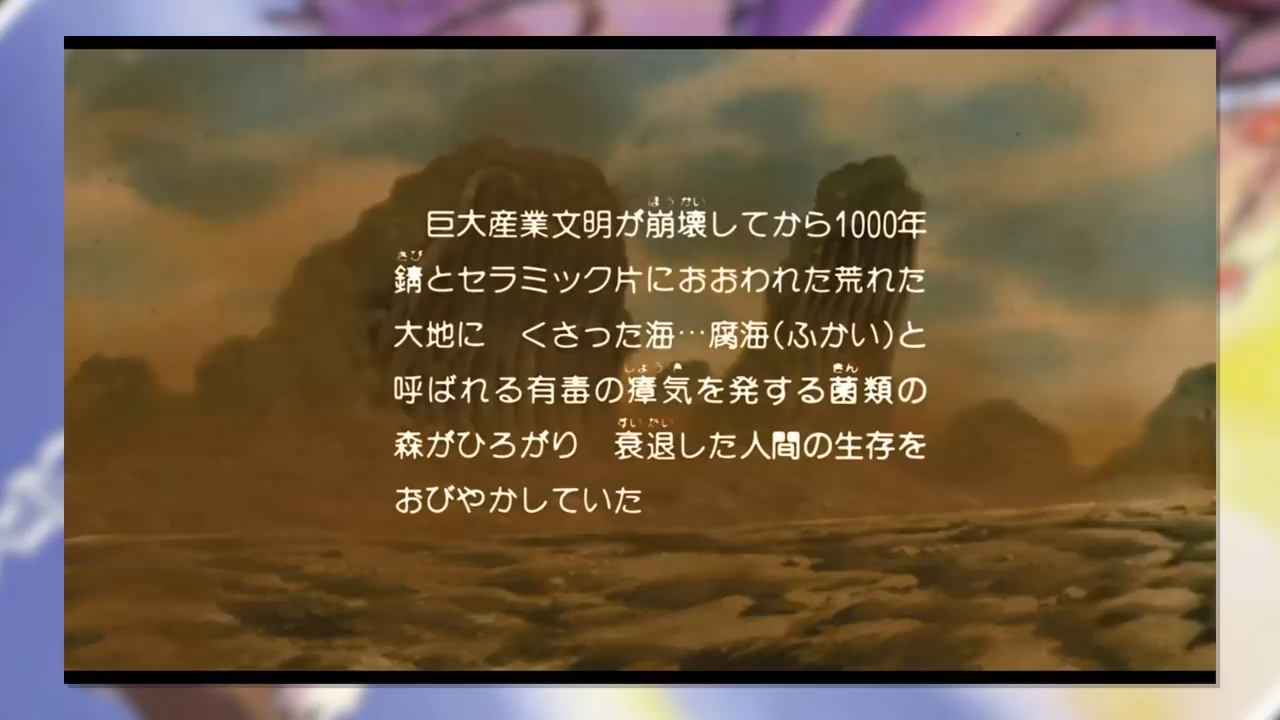 巨大産業文明が崩壊してから1000年
錆とセラミック片におおわれた荒れた
大地に　くさった海…腐海(ふかい)と
呼ばれる有毒の瘴気を発する菌類の
森がひろがり　衰退した人間の生存を
おびやかしていた